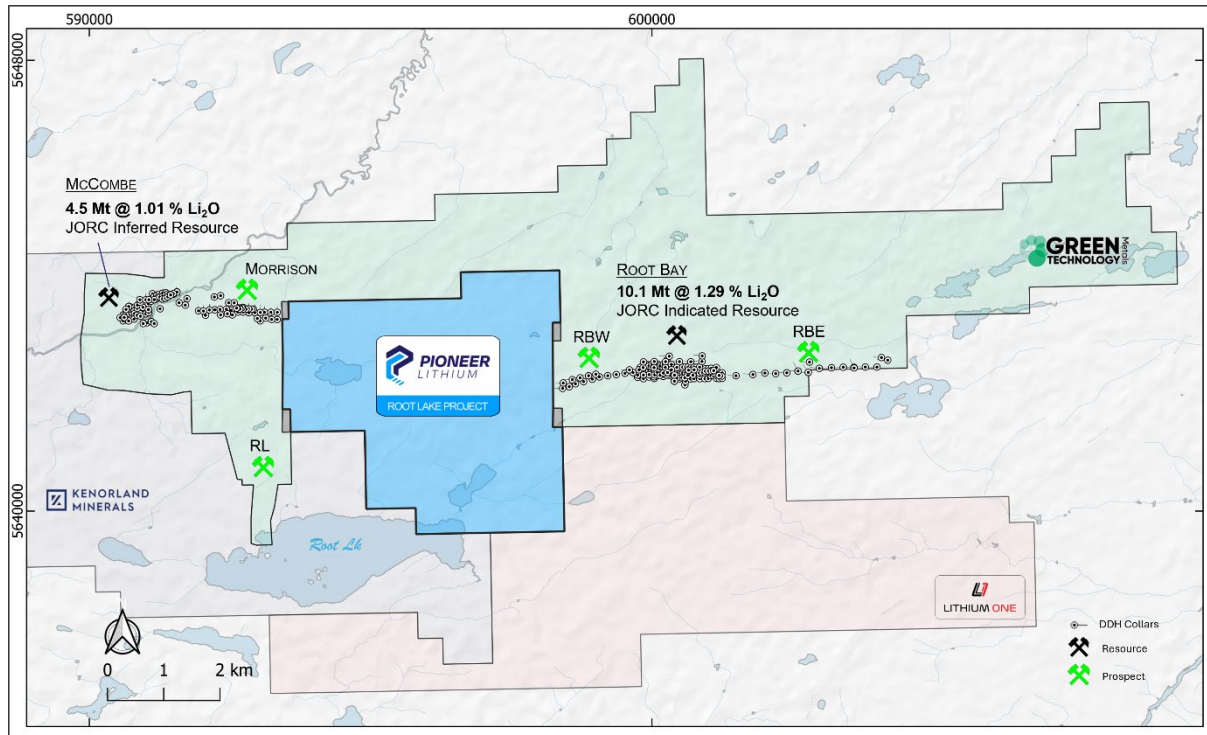 590000
600000
5648000
5640000
McCOMBE
4.5 Mt @ 1.01 % Li₂O
JORC Inferred Resource
MORRISON
GREEN
TECHNOLOGY
Metals
ROOT BAY
10.1 Mt @ 1.29 % Li₂O
JORC Indicated Resource
RBW
RBE
PIONEER
LITHIUM
ROOT LAKE PROJECT
RL
KENORLAND
MINERALS
Root Lk
LITHIUM ONE
0 1 2 km
DDH Collars
Resource
Prospect